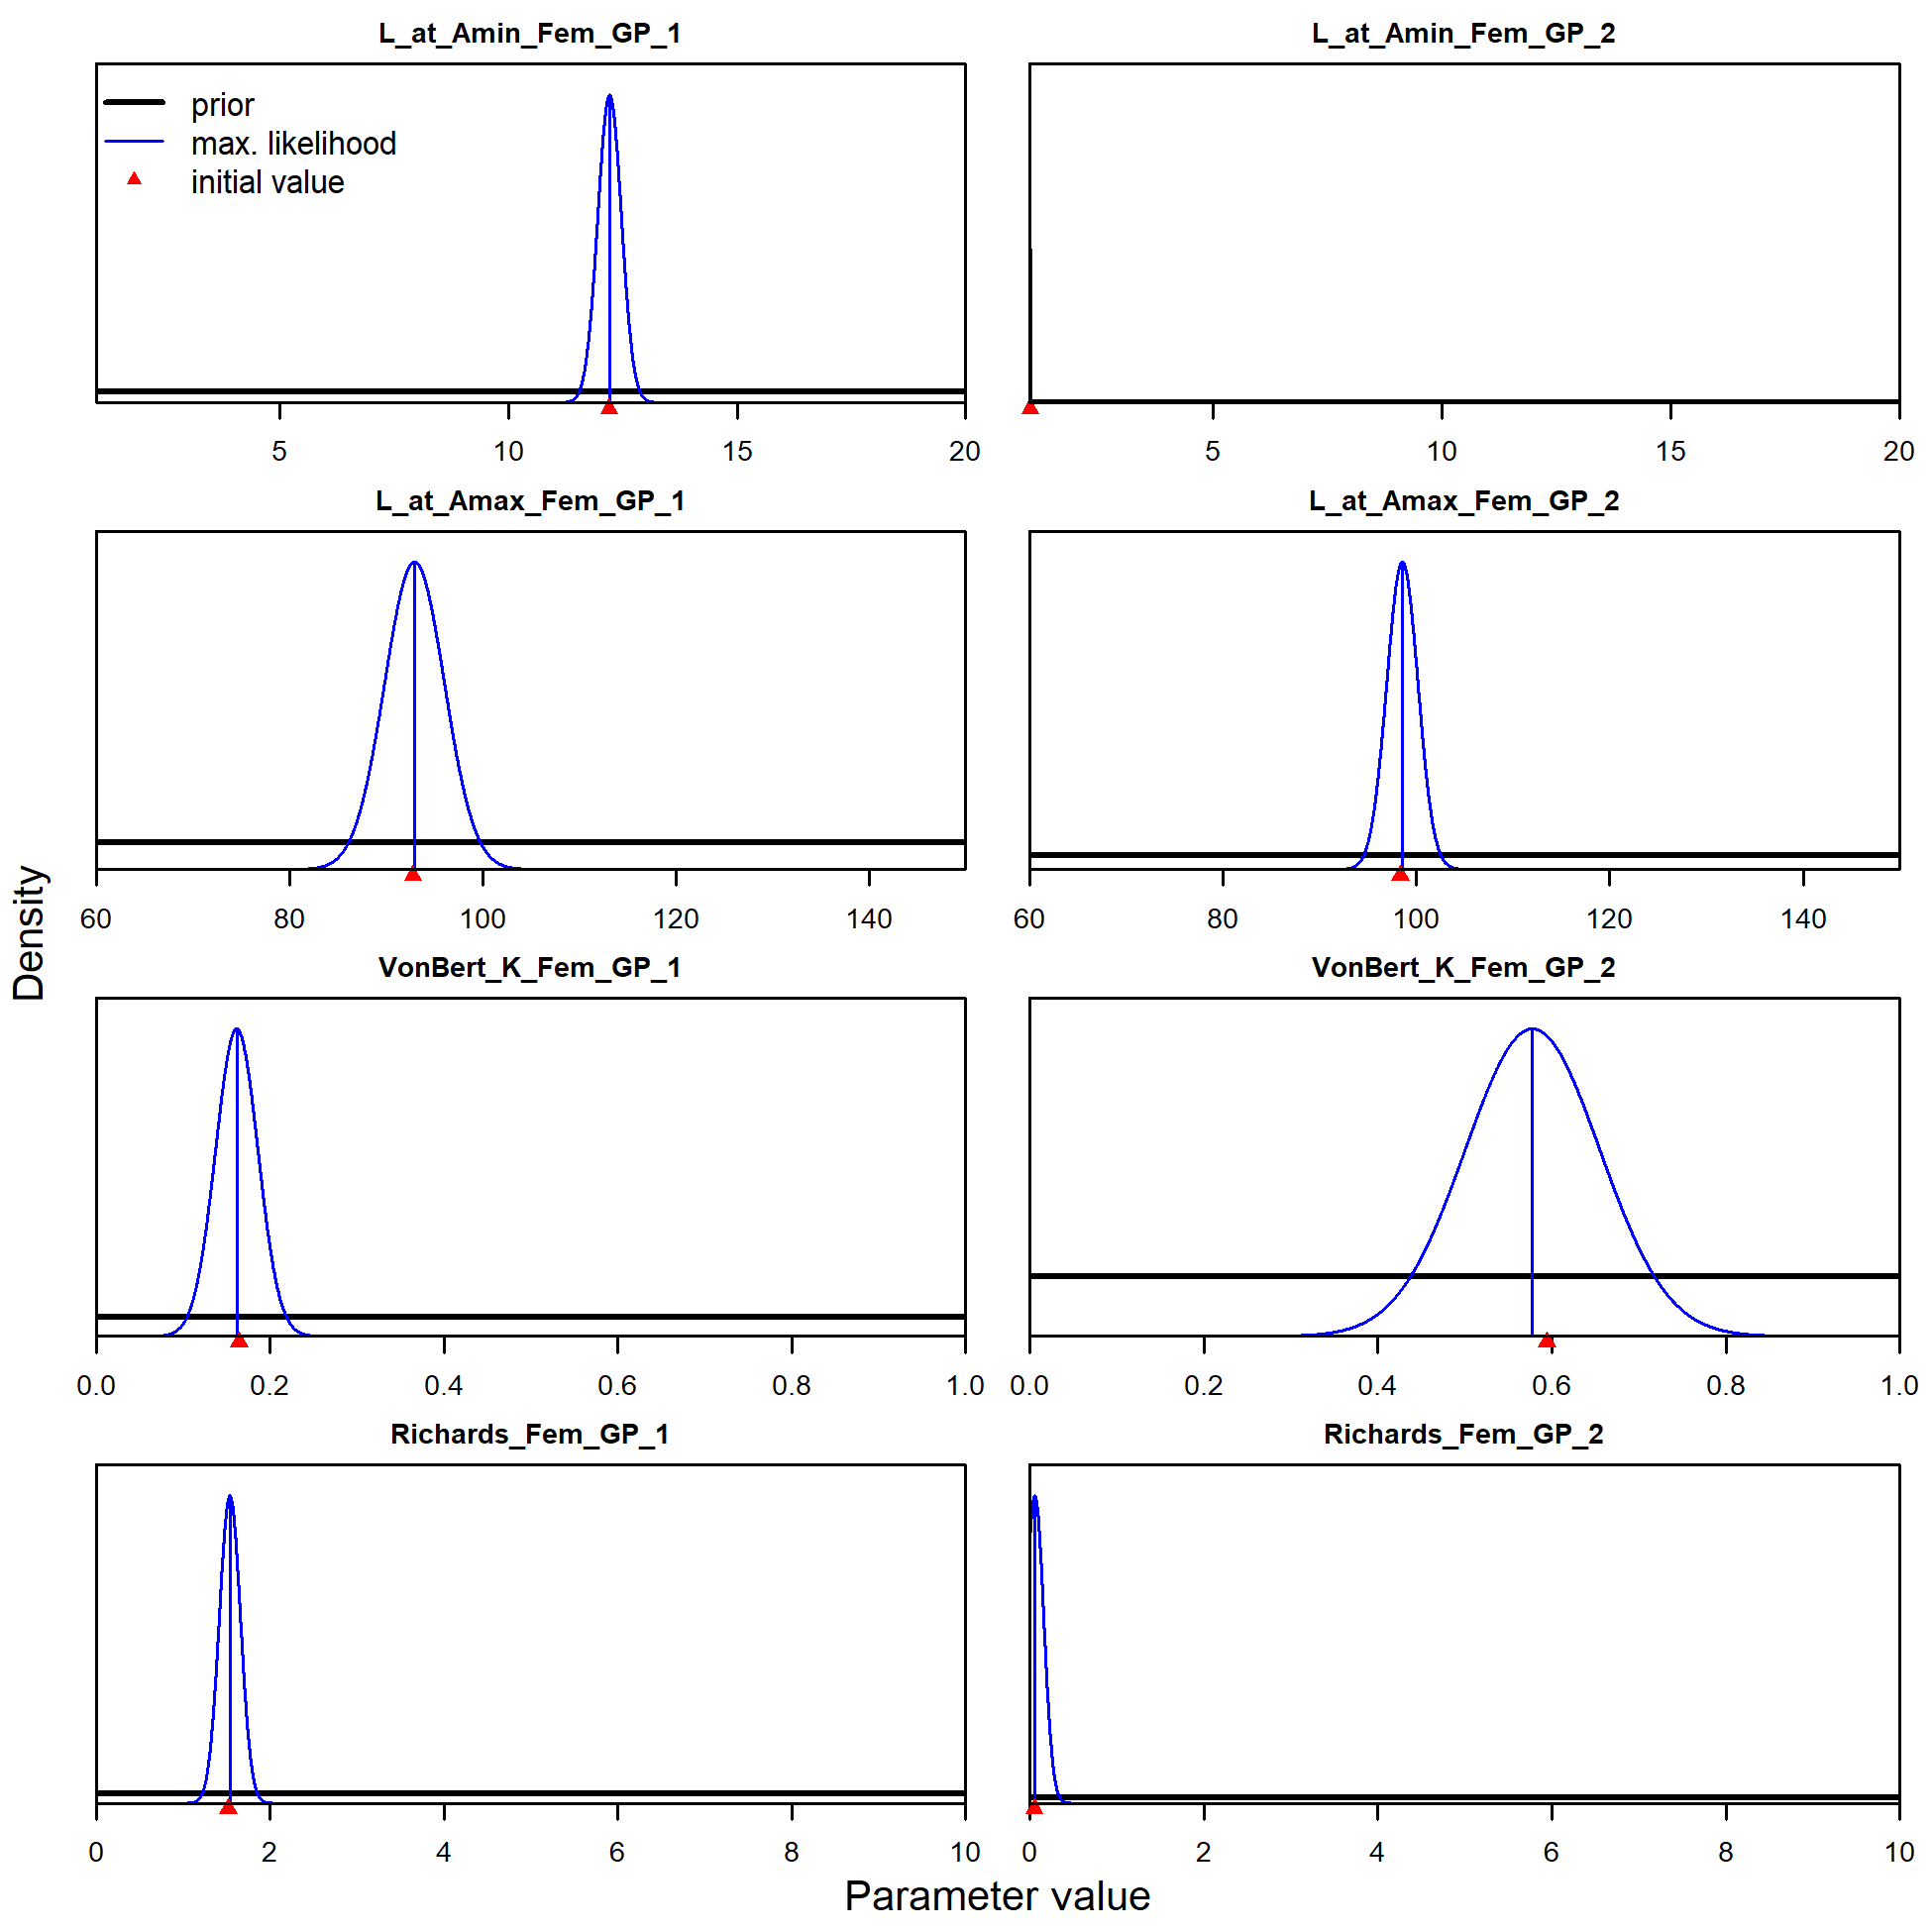 L_at_Amin_Fem_GP_1
L_at_Amin_Fem_GP_2
prior
max. likelihood
initial value
5 10 15 20
5 10 15 20
L_at_Amax_Fem_GP_1
L_at_Amax_Fem_GP_2
60 80 100 120 140
60 80 100 120 140
Density
VonBert_K_Fem_GP_1
VonBert_K_Fem_GP_2
0.0 0.2 0.4 0.6 0.8 1.0
0.0 0.2 0.4 0.6 0.8 1.0
Richards_Fem_GP_1
Richards_Fem_GP_2
0 2 4 6 8 10
0 2 4 6 8 10
Parameter value